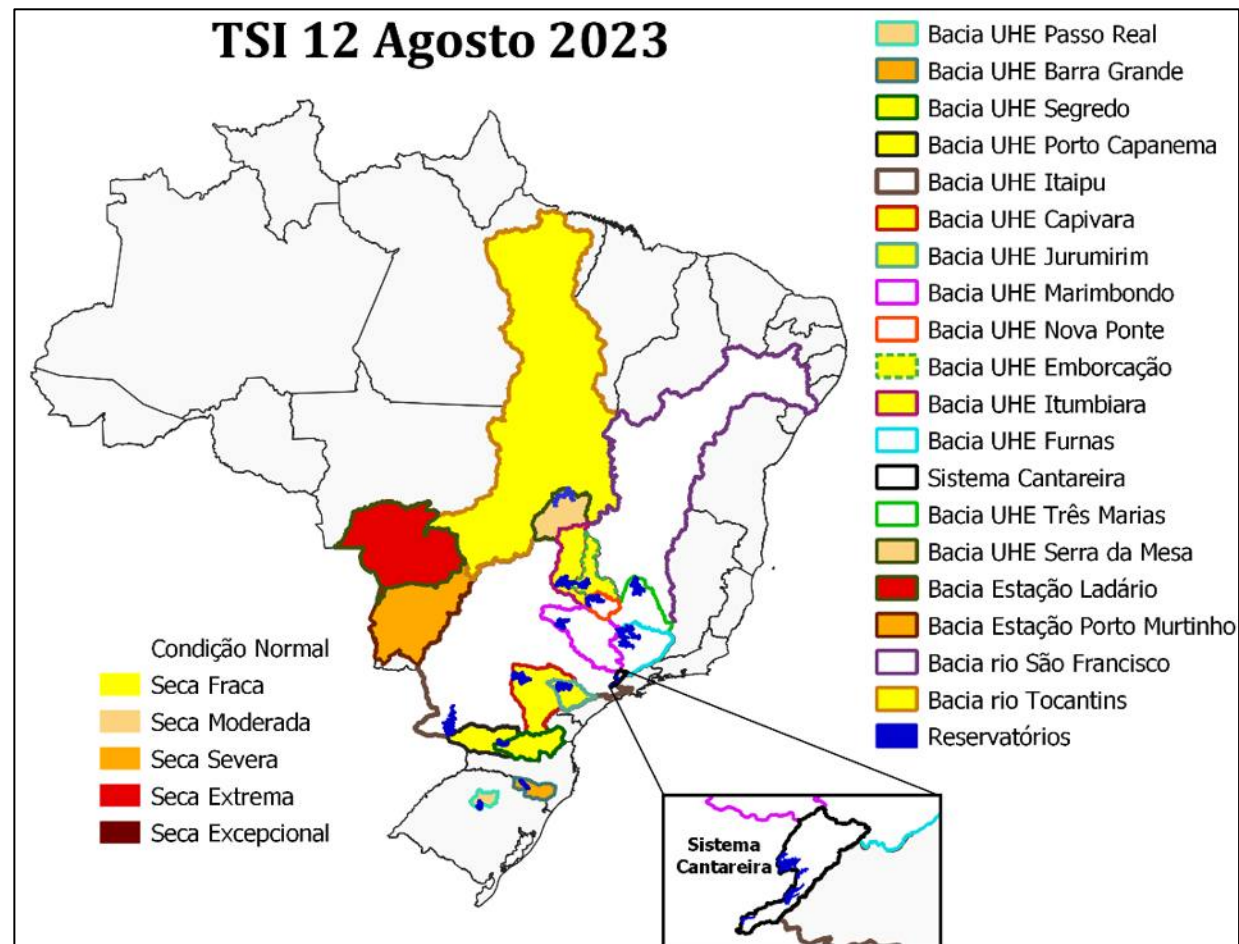 TSI 12 Agosto 2023
Bacia UHE Passo Real
Bacia UHE Barra Grande
Bacia UHE Segredo
Bacia UHE Porto Capanema
Bacia UHE Itaipu
Bacia UHE Capivara
Bacia UHE Jurumirim
Bacia UHE Marimbondo
Bacia UHE Nova Ponte
Bacia UHE Emborcação
Bacia UHE Itumbiara
Bacia UHE Furnas
Sistema Cantareira
Bacia UHE Três Marias
Bacia UHE Serra da Mesa
Bacia Estação Ladário
Bacia Estação Porto Murtinho
Bacia rio São Francisco
Bacia rio Tocantins
Reservatórios
Condição Normal
Seca Fraca
Seca Moderada
Seca Severa
Seca Extrema
Seca Excepcional
Sistema
Cantareira